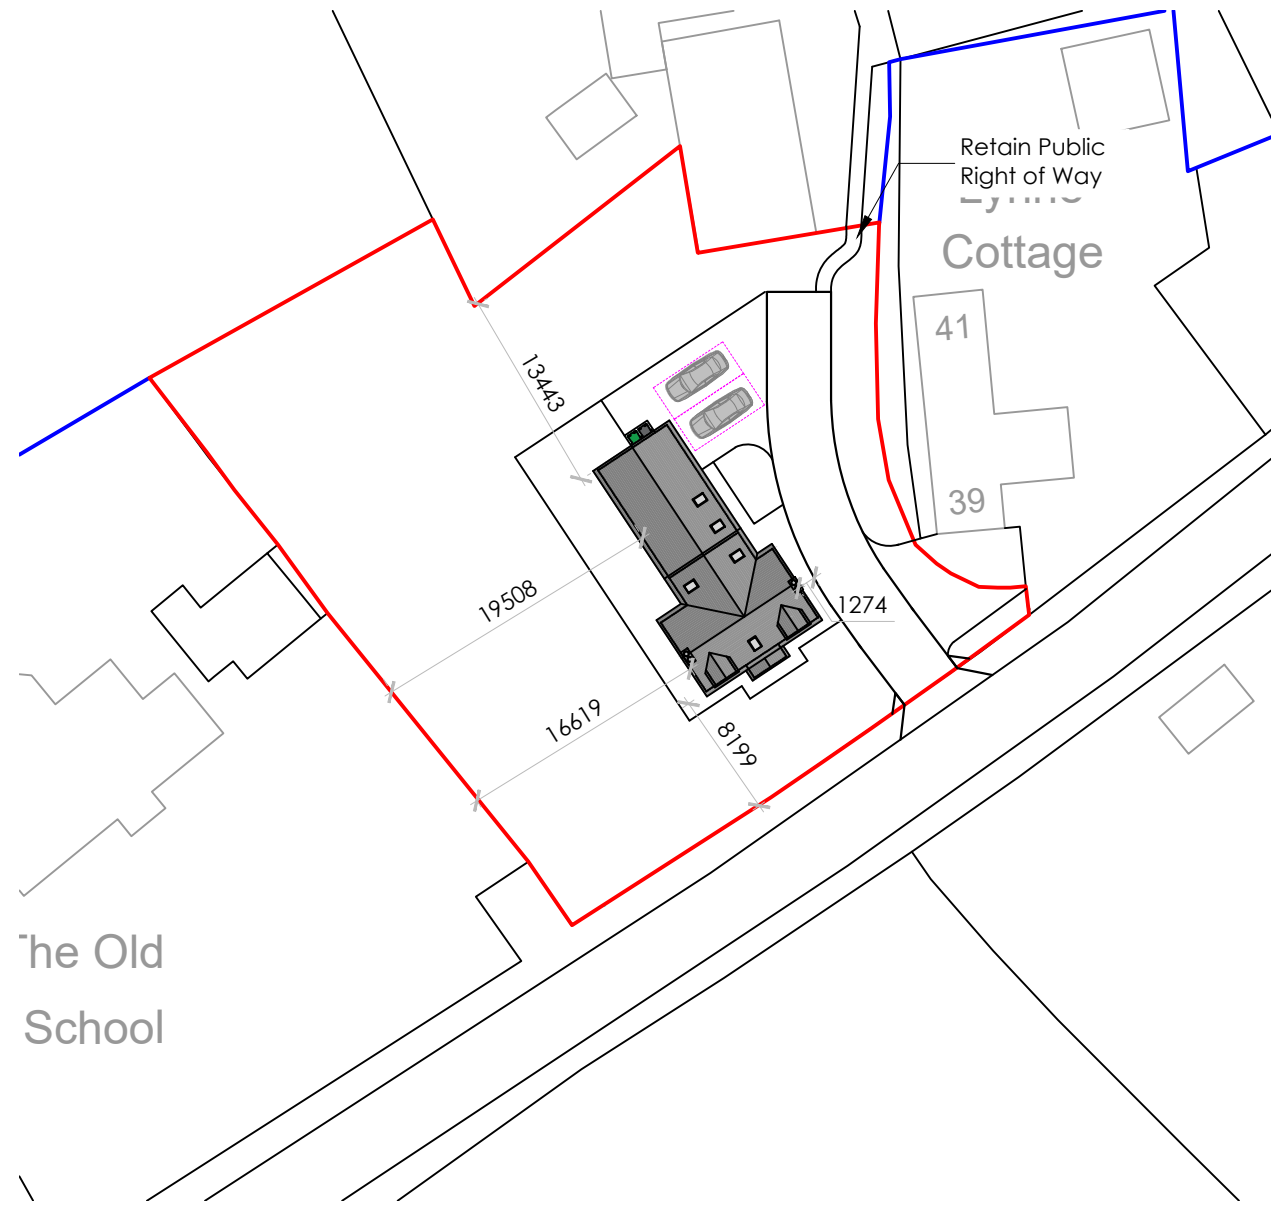 Retain Public
Right of Way
Cottage
41
13443
39
19508
1274
16619
8199
he Old
School